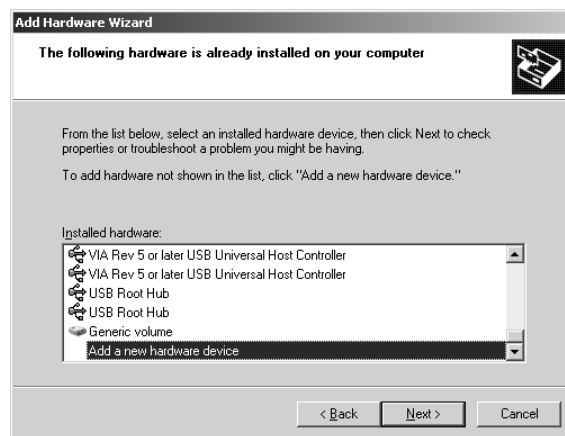 Add Hardware Wizard
The following hardware is already installed on your computer
From the list below, select an installed hardware device, then click Next to check
properties or troubleshoot a problem you might be having.
To add hardware not shown in the list, click "Add a new hardware device."
Installed hardware:
VIA Rev 5 or later USB Universal Host Controller
VIA Rev 5 or later USB Universal Host Controller
USB Root Hub
USB Root Hub
Generic volume
Add a new hardware device
< Back Next > Cancel